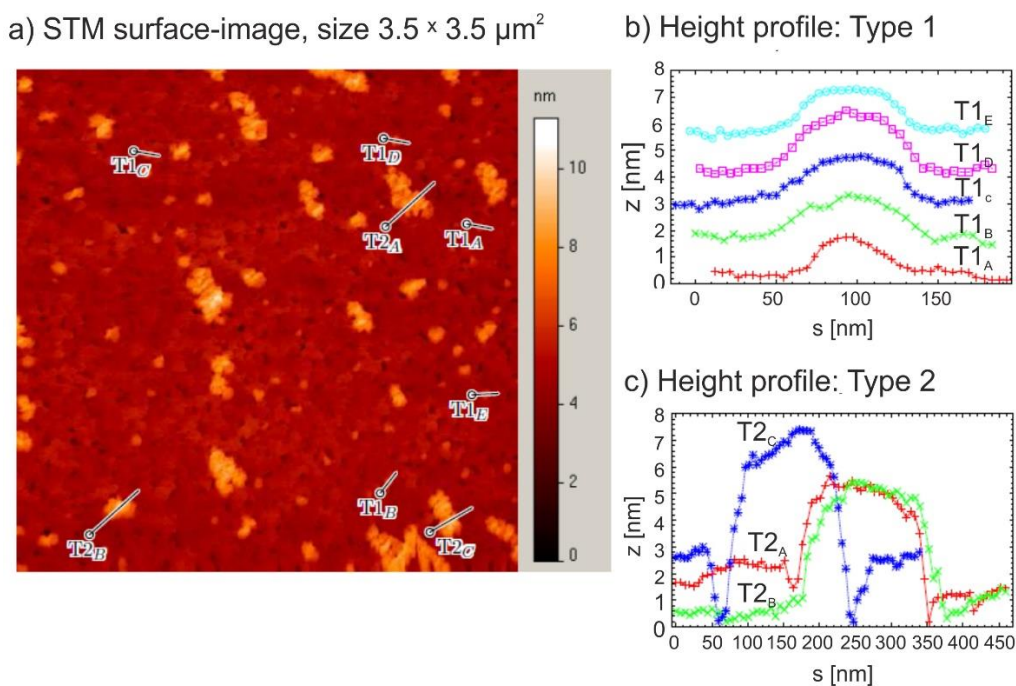 a) STM surface-image, size 3.5 × 3.5 μm²
nm
10
8
6
4
2
0
T1C
T1D
T2A
T1A
T1E
T1B
T2B
T2C
b) Height profile: Type 1
8
7
6
5
4
3
2
1
0
z [nm]
T1E
T1D
T1c
T1B
T1A
0 50 100 150
s [nm]
c) Height profile: Type 2
8
7
6
5
4
3
2
1
0
z [nm]
T2C
T2A
T2B
0 50 100 150 200 250 300 350 400 450
s [nm]